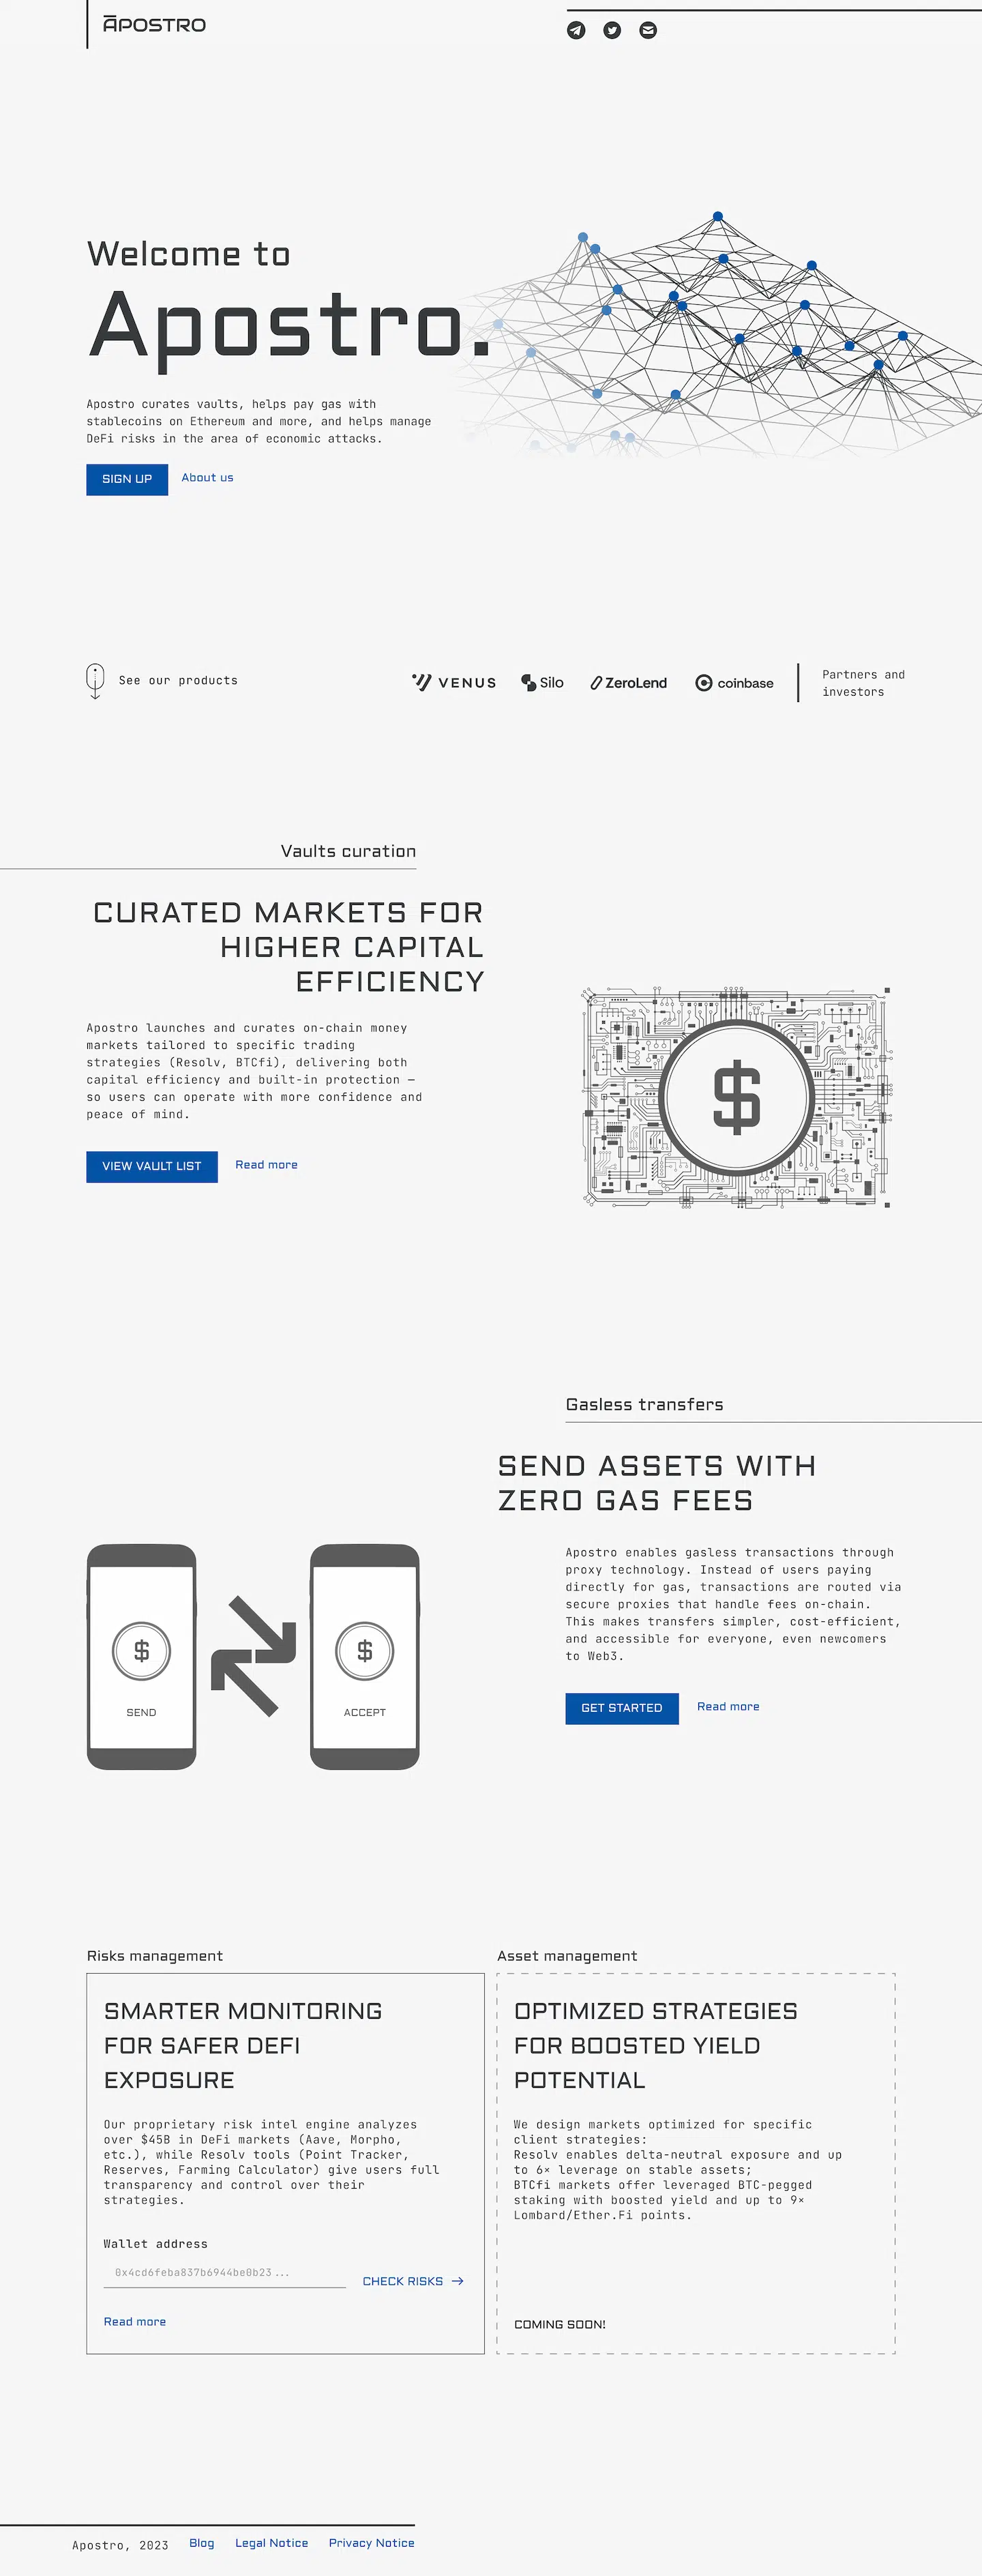 ĀPOSTRO
Welcome to
Apostro.
Apostro curates vaults, helps pay gas with
stablecoins on Ethereum and more, and helps manage
DeFi risks in the area of economic attacks.
SIGN UP About us
See our products
VENUS Silo ZeroLend coinbase
Partners and
investors
Vaults curation
CURATED MARKETS FOR
HIGHER CAPITAL
EFFICIENCY
Apostro launches and curates on-chain money
markets tailored to specific trading
strategies (Resolv, BTCfi), delivering both
capital efficiency and built-in protection —
so users can operate with more confidence and
peace of mind.
VIEW VAULT LIST Read more
$
Gasless transfers
SEND ASSETS WITH
ZERO GAS FEES
Apostro enables gasless transactions through
proxy technology. Instead of users paying
directly for gas, transactions are routed via
secure proxies that handle fees on-chain.
This makes transfers simpler, cost-efficient,
and accessible for everyone, even newcomers
to Web3.
GET STARTED Read more
$
SEND
$
ACCEPT
Risks management
SMARTER MONITORING
FOR SAFER DEFI
EXPOSURE
Our proprietary risk intel engine analyzes
over $45B in DeFi markets (Aave, Morpho,
etc.), while Resolv tools (Point Tracker,
Reserves, Farming Calculator) give users full
transparency and control over their
strategies.
Wallet address
0x4cd6feba837b6944be0b23...
CHECK RISKS →
Read more
Asset management
OPTIMIZED STRATEGIES
FOR BOOSTED YIELD
POTENTIAL
We design markets optimized for specific
client strategies:
Resolv enables delta-neutral exposure and up
to 6× leverage on stable assets;
BTCfi markets offer leveraged BTC-pegged
staking with boosted yield and up to 9×
Lombard/Ether.Fi points.
COMING SOON!
Apostro, 2023 Blog Legal Notice Privacy Notice